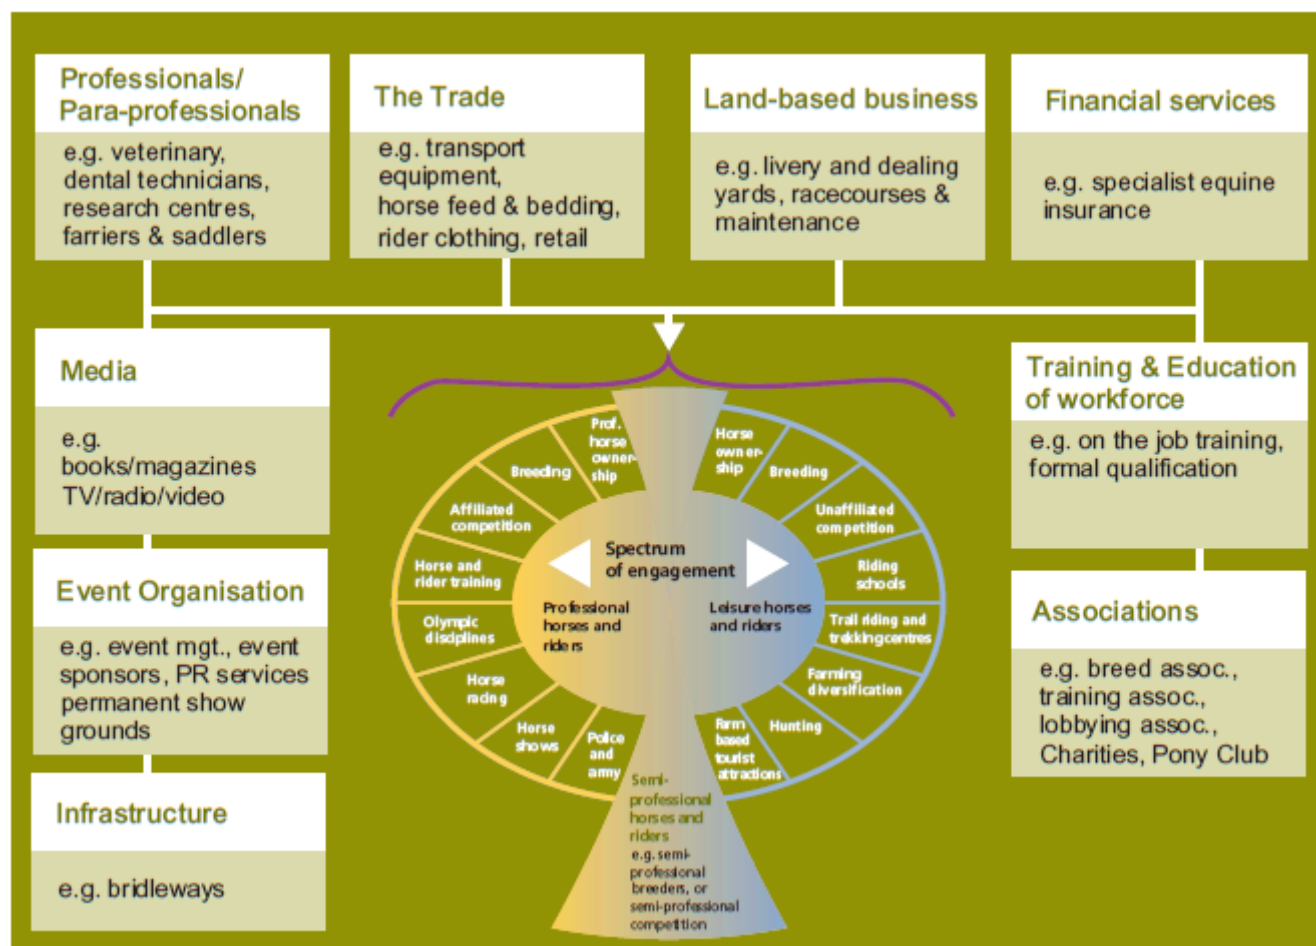 Professionals/
Para-professionals
e.g. veterinary,
dental technicians,
research centres,
farriers & saddlers
The Trade
e.g. transport
equipment,
horse feed & bedding,
rider clothing, retail
Land-based business
e.g. livery and dealing
yards, racecourses &
maintenance
Financial services
e.g. specialist equine
insurance
Media
e.g.
books/magazines
TV/radio/video
Event Organisation
e.g. event mgt., event
sponsors, PR services
permanent show
grounds
Infrastructure
e.g. bridleways
Prof.
horse
owner-
ship
Breeding
Affiliated
competition
Horse and
rider training
Olympic
disciplines
Horse
racing
Horse
shows
Police
and
army
Spectrum
of engagement
Professional
horses and
riders
Leisure horses
and riders
Horse
owner-
ship
Breeding
Unaffiliated
competition
Riding
schools
Trail riding and
trekking centres
Farming
diversification
Hunting
Farm
based
tourist
attractions
Semi-
professional
horses and
riders
e.g. semi-
professional
breeders, or
semi-professional
competition
Training & Education
of workforce
e.g. on the job training,
formal qualification
Associations
e.g. breed assoc.,
training assoc.,
lobbying assoc.,
Charities, Pony Club